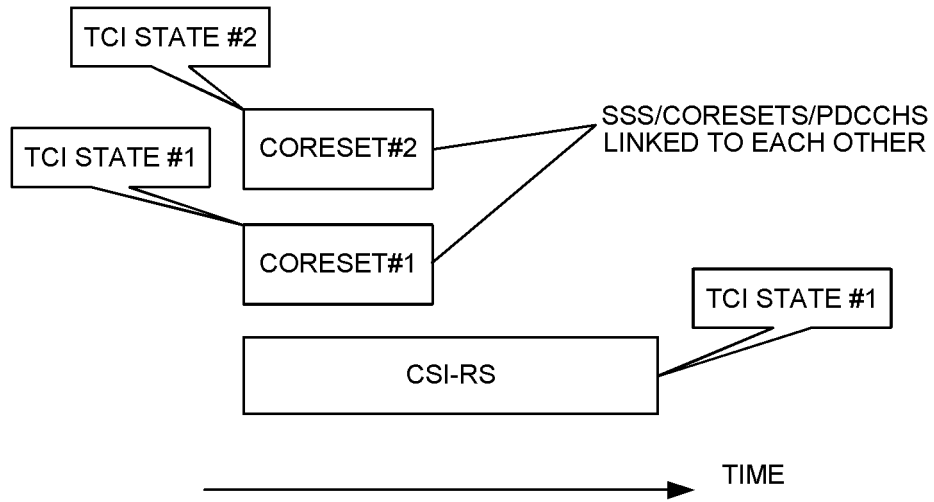 TCI STATE #2
CORESET#2
SSS/CORESETS/PDCCHS
LINKED TO EACH OTHER
TCI STATE #1
CORESET#1
TCI STATE #1
CSI-RS
TIME